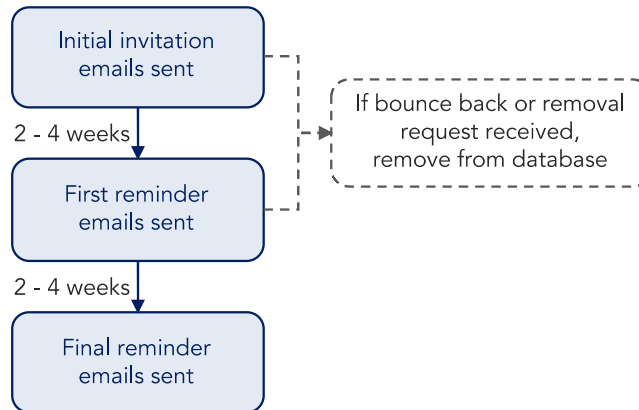 Initial invitation
emails sent
2 - 4 weeks
If bounce back or removal
request received,
remove from database
First reminder
emails sent
2 - 4 weeks
Final reminder
emails sent